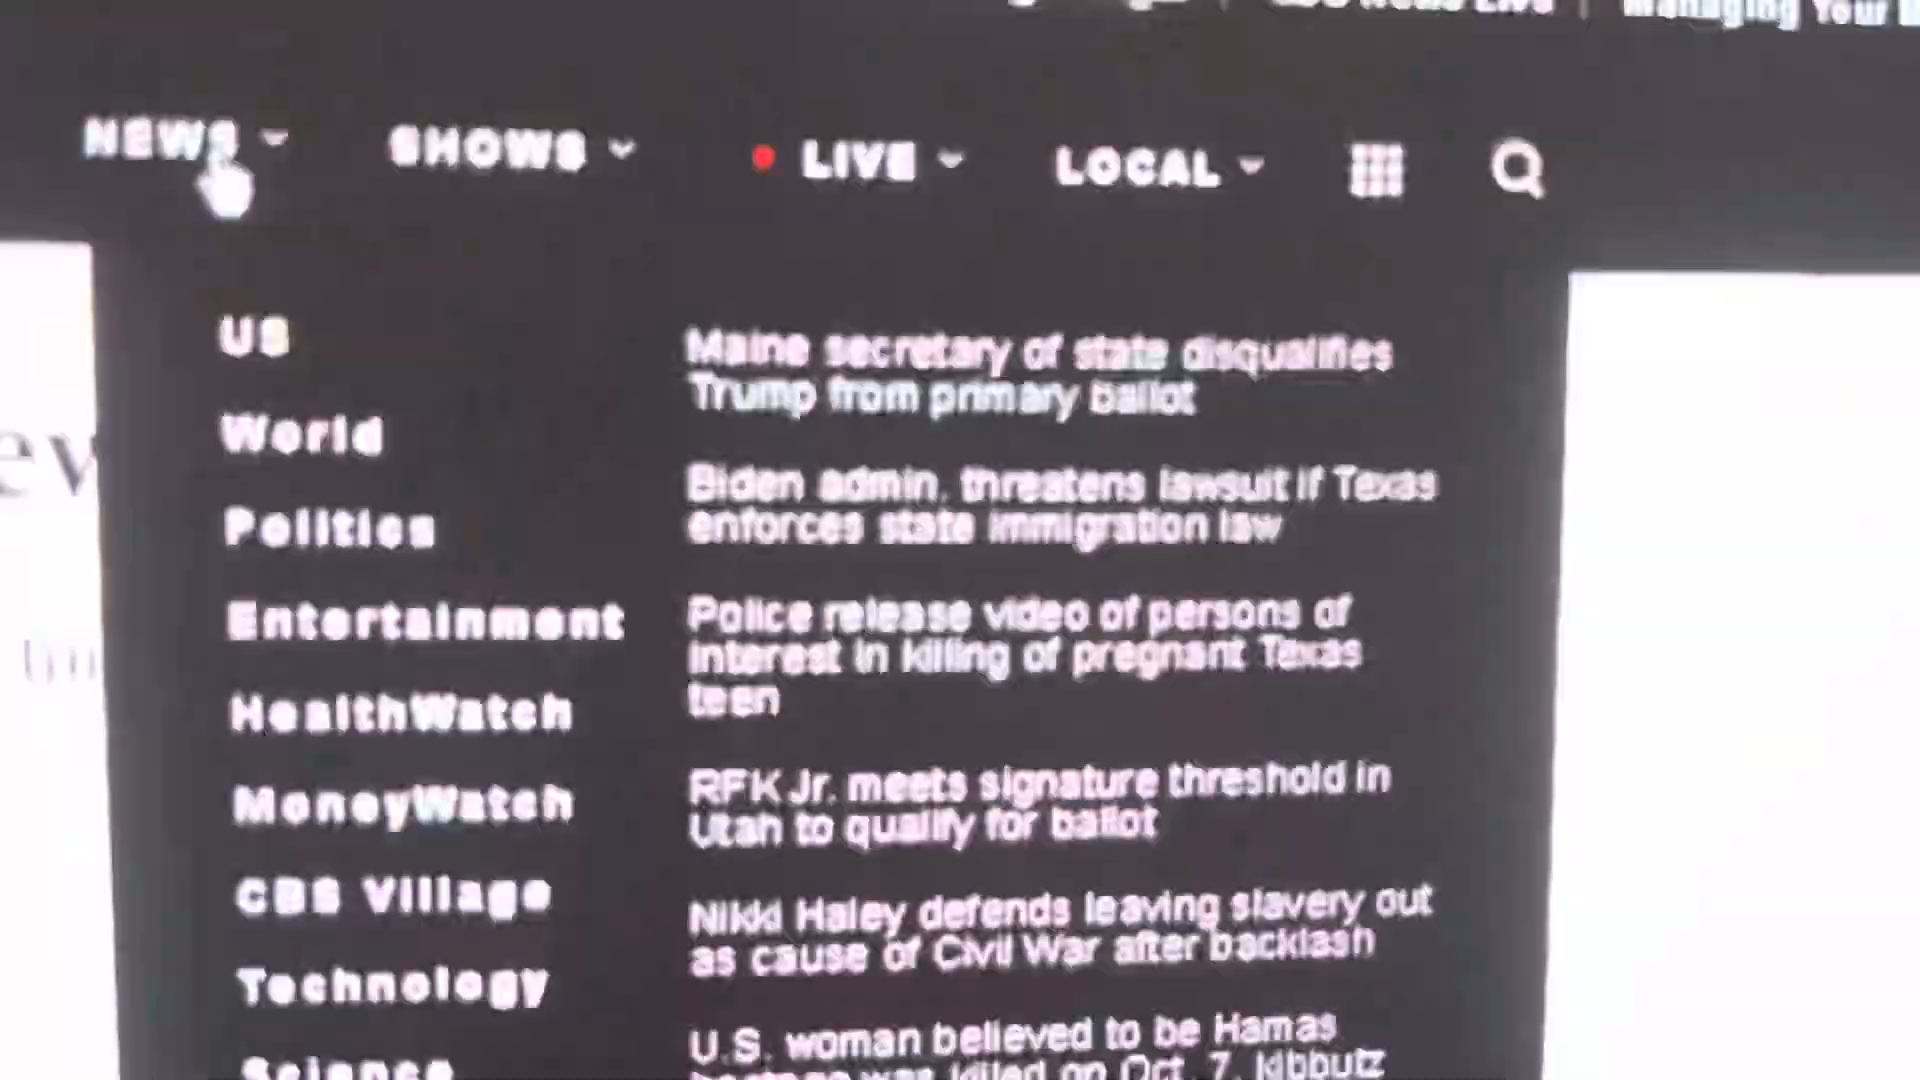 Managing Your
NEWS
SHOWS
LIVE
LOCAL
US
World
Politics
Entertainment
HealthWatch
MoneyWatch
CBS Village
Technology
Science
Maine secretary of state disqualifies
Trump from primary ballot
Biden admin. threatens lawsuit if Texas
enforces state immigration law
Police release video of persons of
interest in killing of pregnant Texas
teen
RFK Jr. meets signature threshold in
Utah to qualify for ballot
Nikki Haley defends leaving slavery out
as cause of Civil War after backlash
U.S. woman believed to be Hamas
hostage was killed on Oct. 7, kibbutz